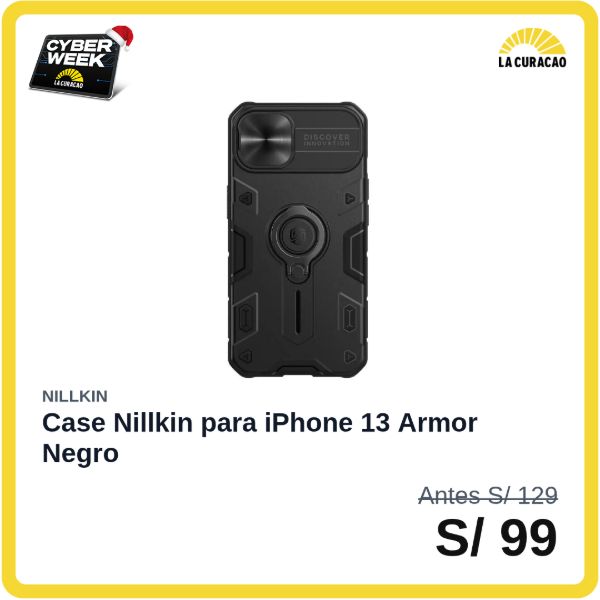 CYBER
WEEK
LA CURACAO
LA CURACAO
DISCOVER
INNOVATION
NILLKIN
Case Nillkin para iPhone 13 Armor
Negro
Antes S/ 129
S/ 99